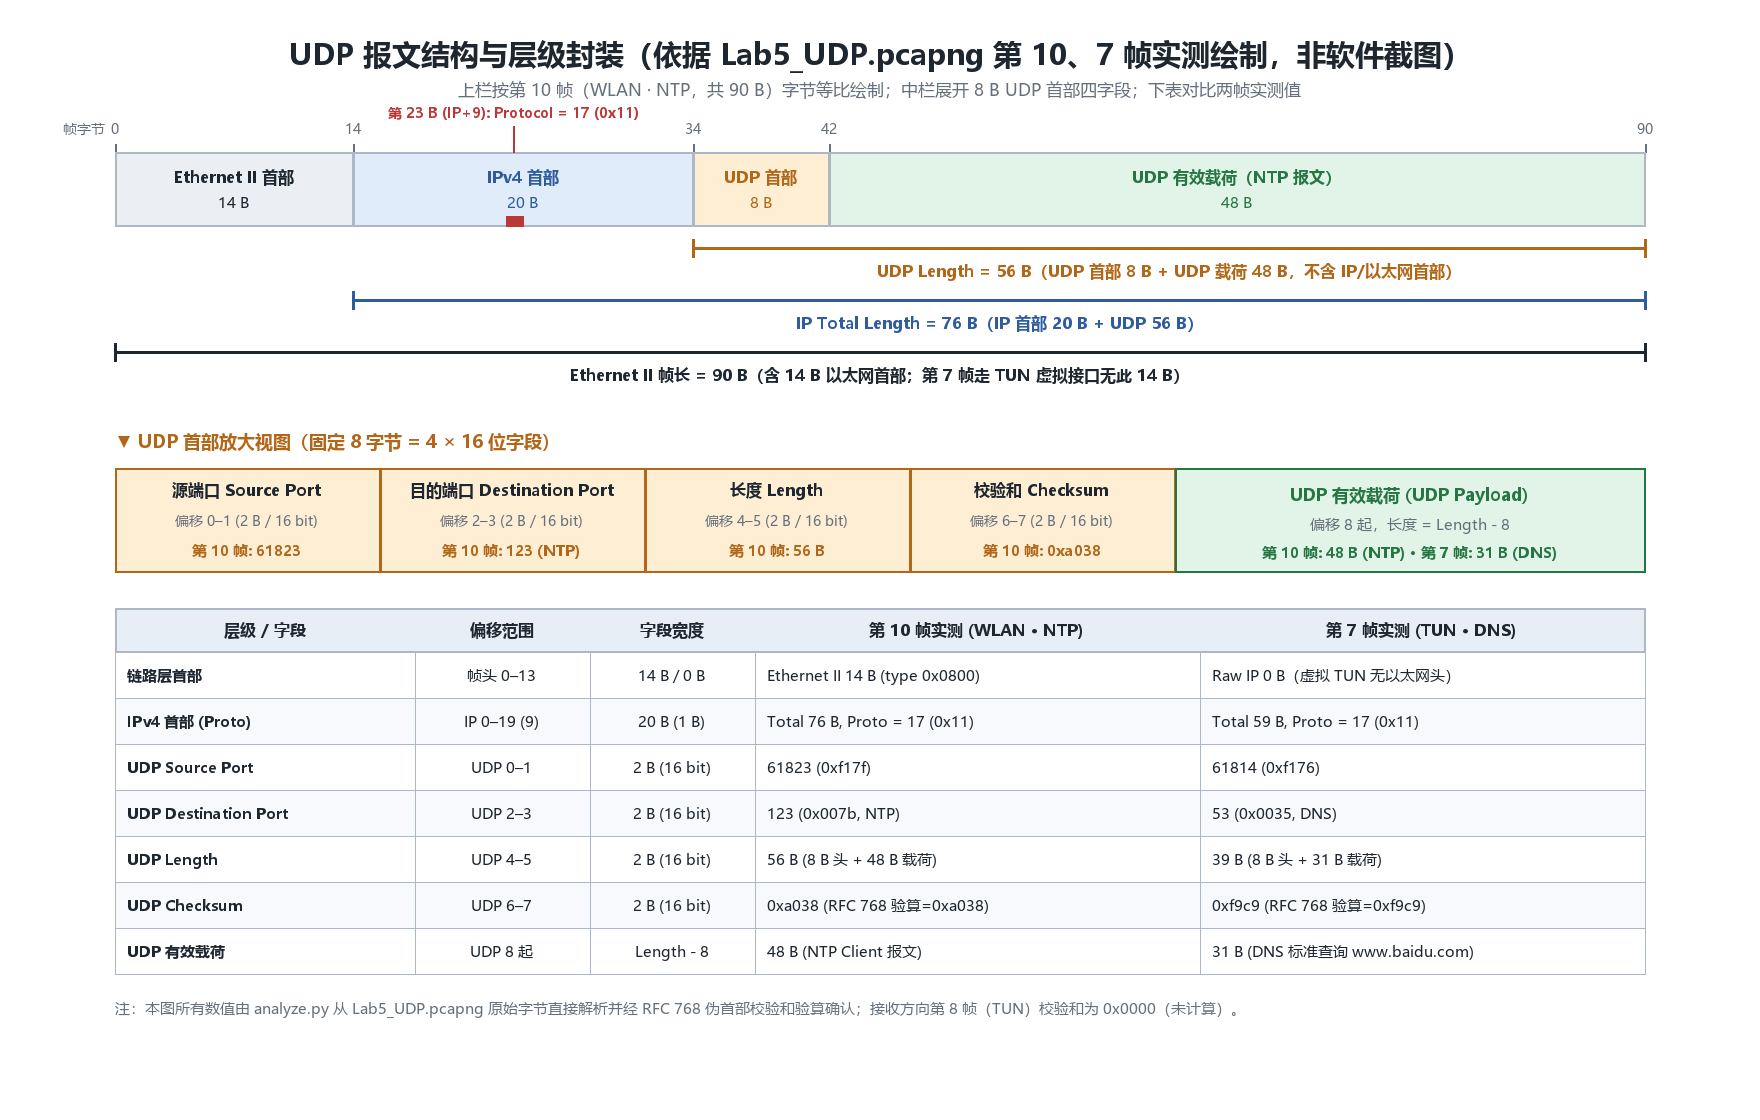 UDP 报文结构与层级封装（依据 Lab5_UDP.pcapng 第 10、7 帧实测绘制，非软件截图）
上栏按第 10 帧（WLAN · NTP，共 90 B）字节等比绘制；中栏展开 8 B UDP 首部四字段；下表对比两帧实测值
第 23 B (IP+9): Protocol = 17 (0x11)
帧字节 0 14 34 42 90
Ethernet II 首部 IPv4 首部 UDP 首部 UDP 有效载荷（NTP 报文）
14 B 20 B 8 B 48 B
UDP Length = 56 B（UDP 首部 8 B + UDP 载荷 48 B，不含 IP/以太网首部）
IP Total Length = 76 B（IP 首部 20 B + UDP 56 B）
Ethernet II 帧长 = 90 B（含 14 B 以太网首部；第 7 帧走 TUN 虚拟接口无此 14 B）
▼ UDP 首部放大视图（固定 8 字节 = 4 × 16 位字段）
源端口 Source Port 目的端口 Destination Port 长度 Length 校验和 Checksum UDP 有效载荷 (UDP Payload)
偏移 0–1 (2 B / 16 bit) 偏移 2–3 (2 B / 16 bit) 偏移 4–5 (2 B / 16 bit) 偏移 6–7 (2 B / 16 bit) 偏移 8 起，长度 = Length - 8
第 10 帧: 61823 第 10 帧: 123 (NTP) 第 10 帧: 56 B 第 10 帧: 0xa038 第 10 帧: 48 B (NTP) • 第 7 帧: 31 B (DNS)
层级 / 字段 偏移范围 字段宽度 第 10 帧实测 (WLAN • NTP) 第 7 帧实测 (TUN • DNS)
链路层首部 帧头 0–13 14 B / 0 B Ethernet II 14 B (type 0x0800) Raw IP 0 B（虚拟 TUN 无以太网头）
IPv4 首部 (Proto) IP 0–19 (9) 20 B (1 B) Total 76 B, Proto = 17 (0x11) Total 59 B, Proto = 17 (0x11)
UDP Source Port UDP 0–1 2 B (16 bit) 61823 (0xf17f) 61814 (0xf176)
UDP Destination Port UDP 2–3 2 B (16 bit) 123 (0x007b, NTP) 53 (0x0035, DNS)
UDP Length UDP 4–5 2 B (16 bit) 56 B (8 B 头 + 48 B 载荷) 39 B (8 B 头 + 31 B 载荷)
UDP Checksum UDP 6–7 2 B (16 bit) 0xa038 (RFC 768 验算=0xa038) 0xf9c9 (RFC 768 验算=0xf9c9)
UDP 有效载荷 UDP 8 起 Length - 8 48 B (NTP Client 报文) 31 B (DNS 标准查询 www.baidu.com)
注：本图所有数值由 analyze.py 从 Lab5_UDP.pcapng 原始字节直接解析并经 RFC 768 伪首部校验和验算确认；接收方向第 8 帧（TUN）校验和为 0x0000（未计算）。